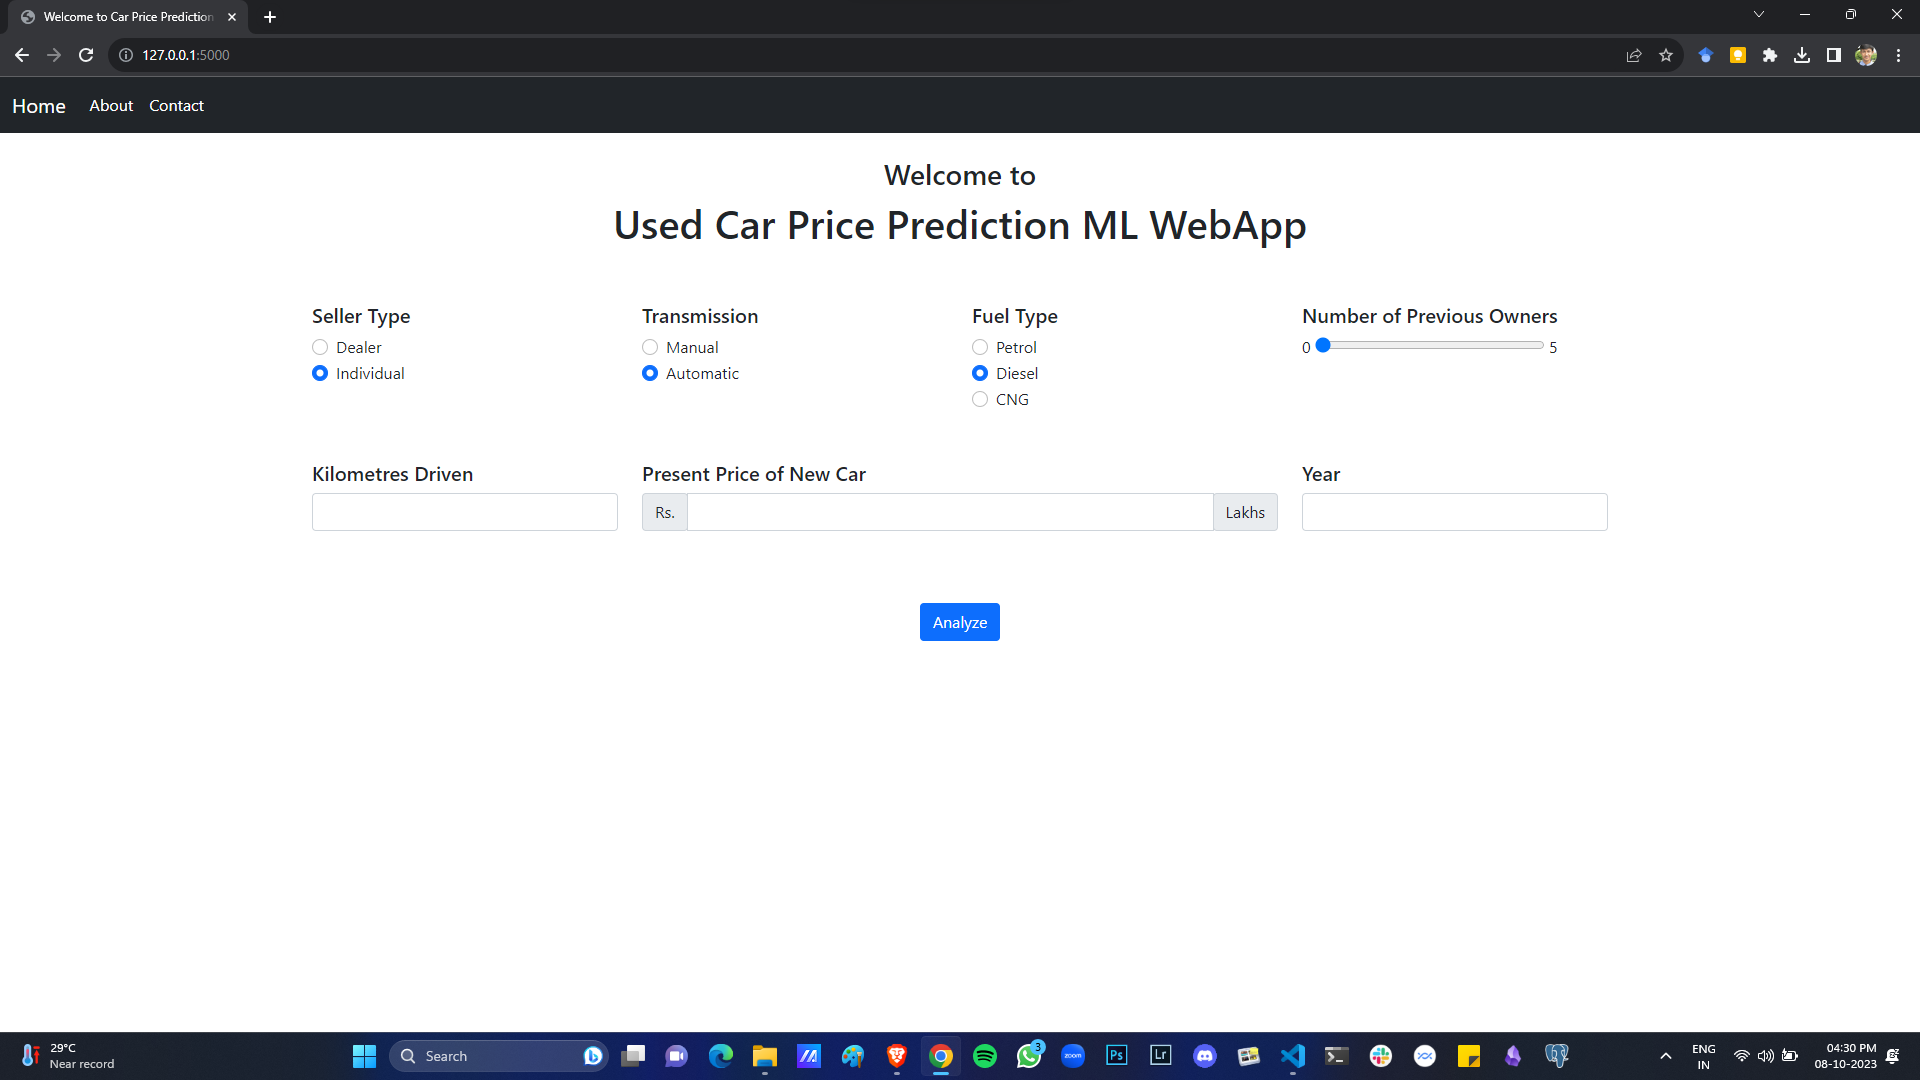 Welcome to Car Price Prediction
127.0.0.1:5000
Home About Contact
Welcome to
Used Car Price Prediction ML WebApp
Seller Type Transmission Fuel Type Number of Previous Owners
Dealer Manual Petrol 0 5
Individual Automatic Diesel
CNG
Kilometres Driven Present Price of New Car Year
Rs. Lakhs
Analyze
29°C
Near record
Search
3
zoom
Ps
Lr
ENG
IN
04:30 PM
08-10-2023